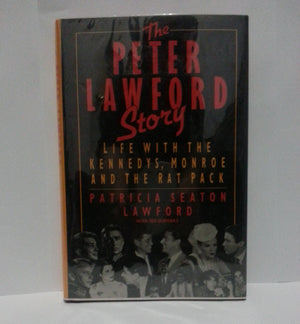 The
PETER
LAWFORD
Story
LIFE WITH THE
KENNEDYS, MONROE
AND THE RAT PACK
PATRICIA SEATON
LAWFORD